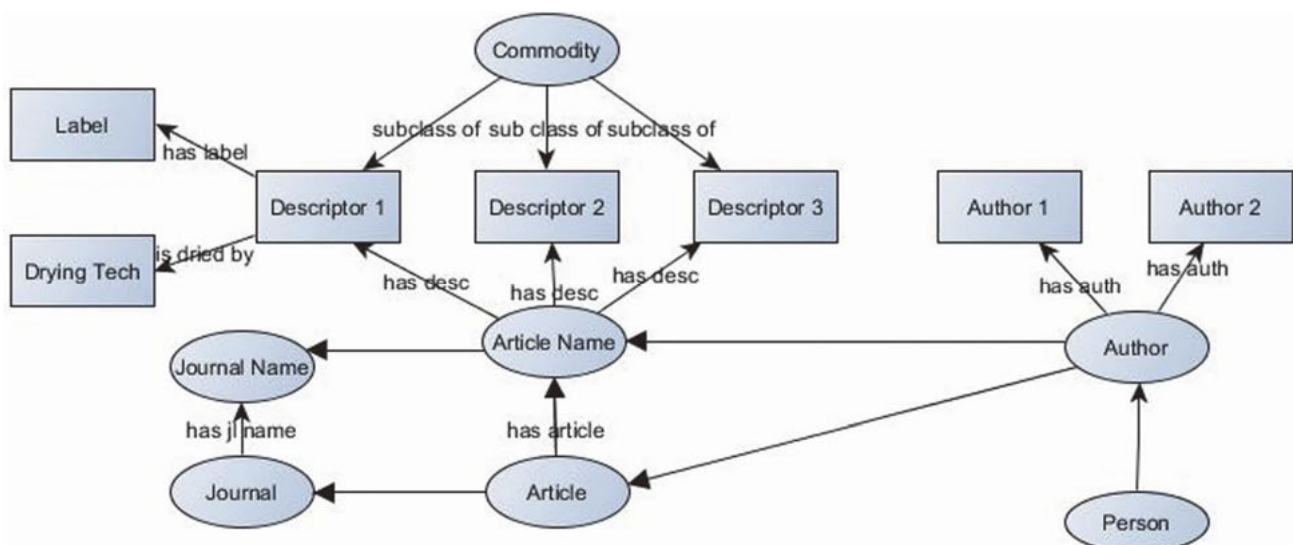 Commodity
Label
subclass of
sub class of
subclass of
has label
Descriptor 1
Descriptor 2
Descriptor 3
Author 1
Author 2
is dried by
Drying Tech
has desc
has desc
has desc
has auth
has auth
Journal Name
Article Name
Author
has jl name
has article
Journal
Article
Person